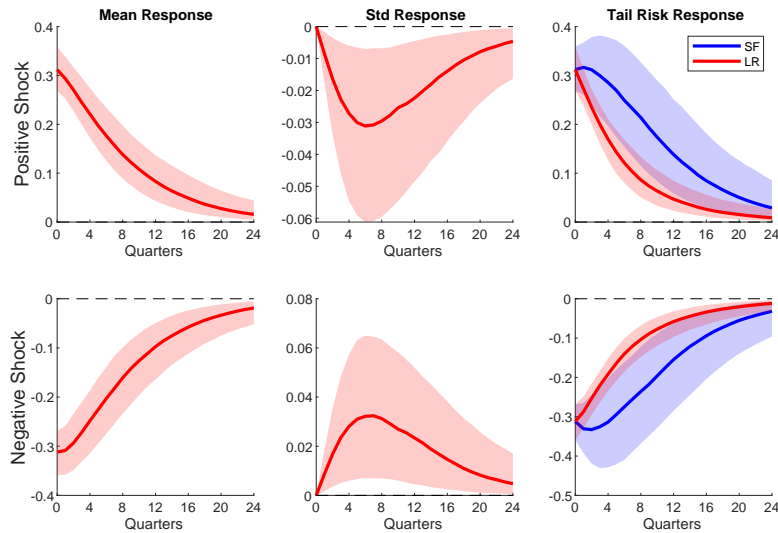 Mean Response
Std Response
Tail Risk Response
Positive Shock
0.4
0.3
0.2
0.1
0
0 4 8 12 16 20 24
Quarters
0
-0.01
-0.02
-0.03
-0.04
-0.05
-0.06
0 4 8 12 16 20 24
Quarters
0.4
0.3
0.2
0.1
0
0 4 8 12 16 20 24
Quarters
SF
LR
Negative Shock
0
-0.1
-0.2
-0.3
-0.4
0 4 8 12 16 20 24
Quarters
0.08
0.06
0.04
0.02
0
0 4 8 12 16 20 24
Quarters
0
-0.1
-0.2
-0.3
-0.4
-0.5
0 4 8 12 16 20 24
Quarters